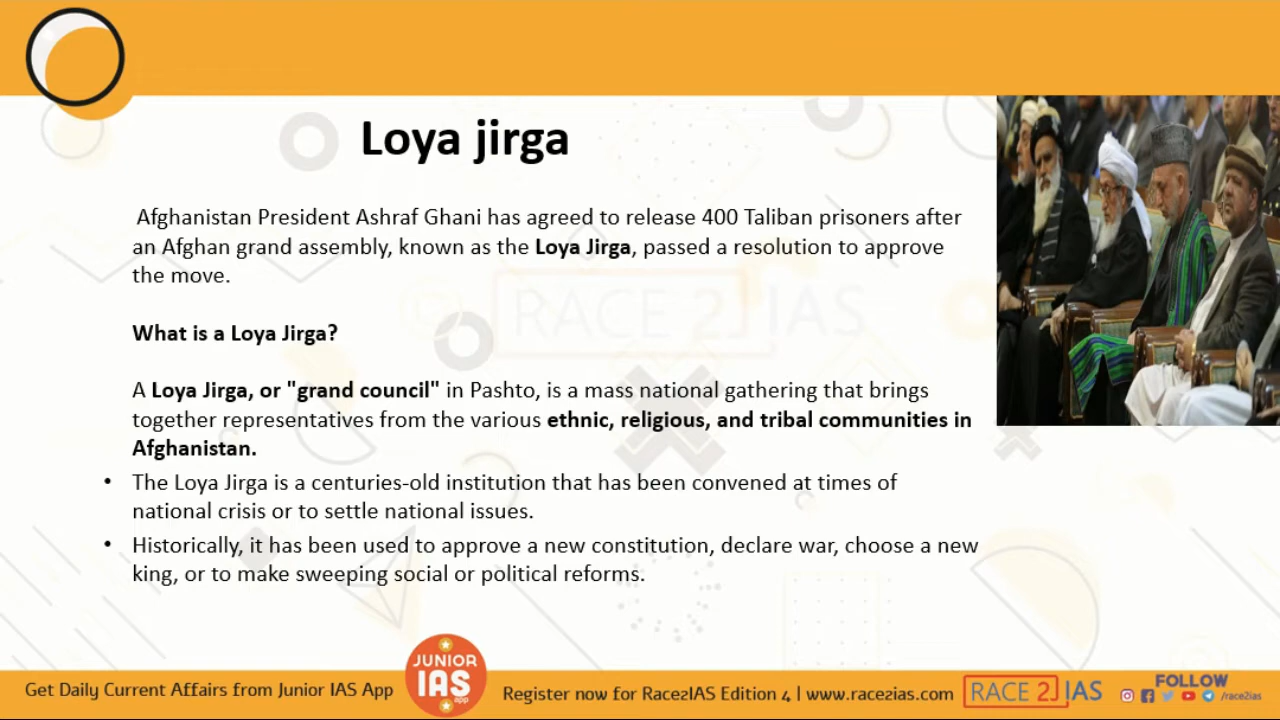 Loya jirga
Afghanistan President Ashraf Ghani has agreed to release 400 Taliban prisoners after
an Afghan grand assembly, known as the Loya Jirga, passed a resolution to approve
the move.
RACE 2 IAS
What is a Loya Jirga?
A Loya Jirga, or "grand council" in Pashto, is a mass national gathering that brings
together representatives from the various ethnic, religious, and tribal communities in
Afghanistan.
• The Loya Jirga is a centuries-old institution that has been convened at times of
national crisis or to settle national issues.
• Historically, it has been used to approve a new constitution, declare war, choose a new
king, or to make sweeping social or political reforms.
Get Daily Current Affairs from Junior IAS App
JUNIOR
IAS
app
Register now for Race2IAS Edition 4 | www.race2ias.com
RACE 2 IAS
FOLLOW
/race2ias